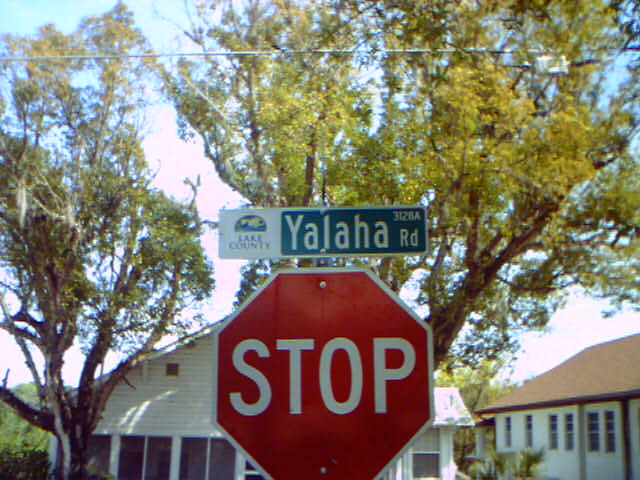 3128A
LAKE
COUNTY
Yalaha Rd
STOP